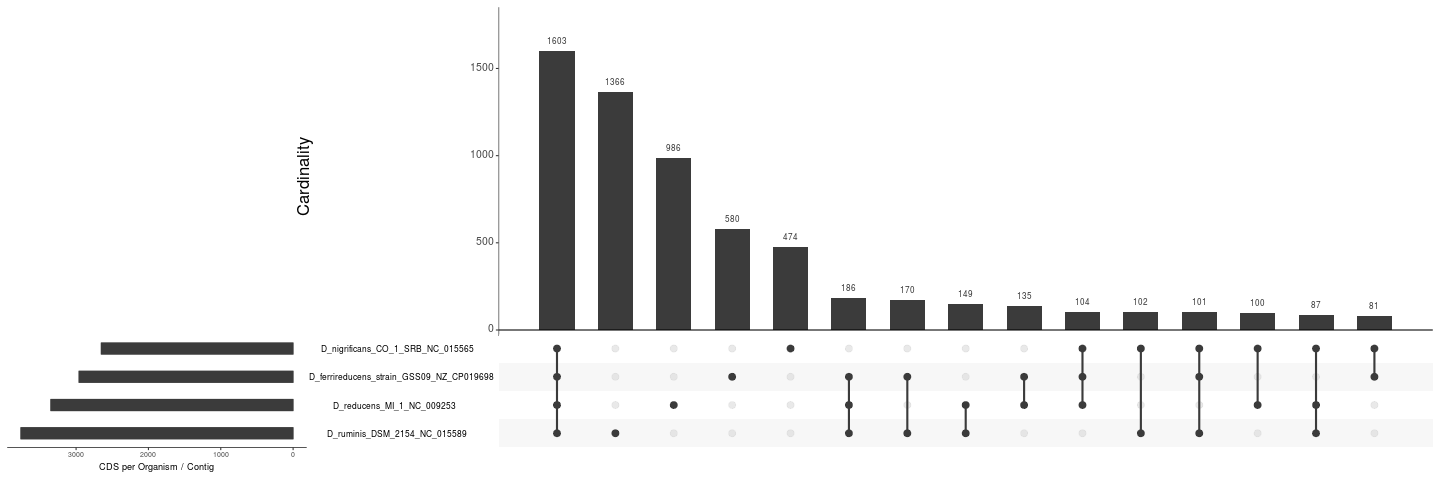 1603
1366
986
580
474
186
170
149
135
104
102
101
100
87
81
1500
1000
500
0
Cardinality
D_nigrificans_CO_1_SRB_NC_015565
D_ferrireducens_strain_GSS09_NZ_CP019698
D_reducens_MI_1_NC_009253
D_ruminis_DSM_2154_NC_015589
3000 2000 1000 0
CDS per Organism / Contig